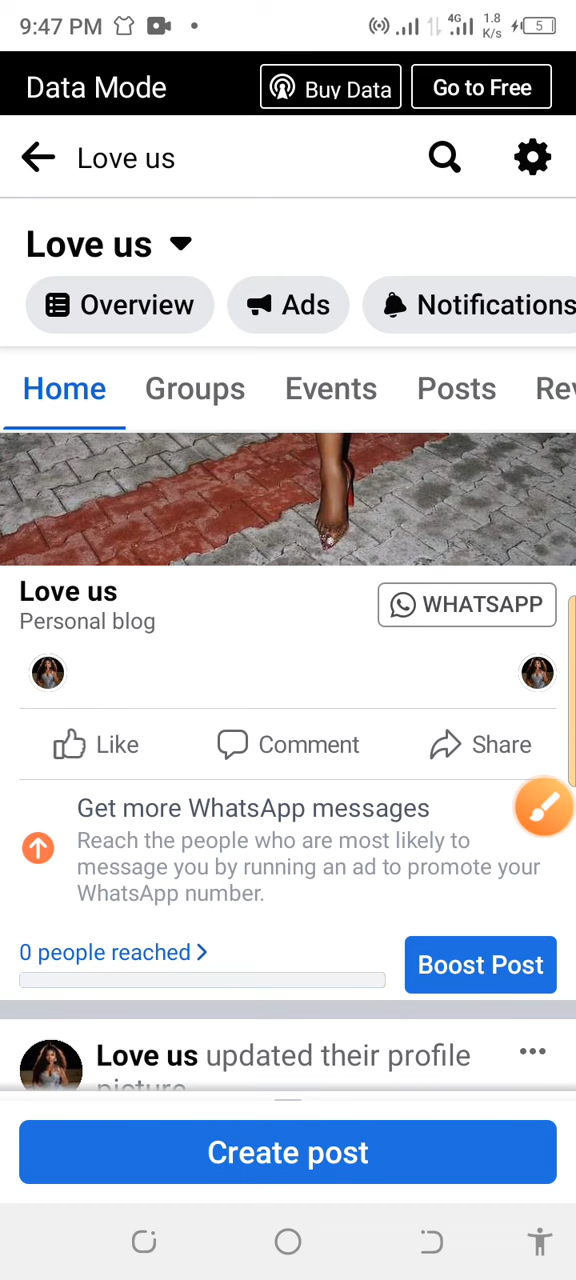 9:47 PM 4G 1.8 K/s 5
Data Mode Buy Data Go to Free
Love us
Love us
Overview Ads Notifications
Home Groups Events Posts Rev
Love us WHATSAPP
Personal blog
Like Comment Share
Get more WhatsApp messages
Reach the people who are most likely to
message you by running an ad to promote your
WhatsApp number.
0 people reached
Boost Post
Love us updated their profile
picture
Create post